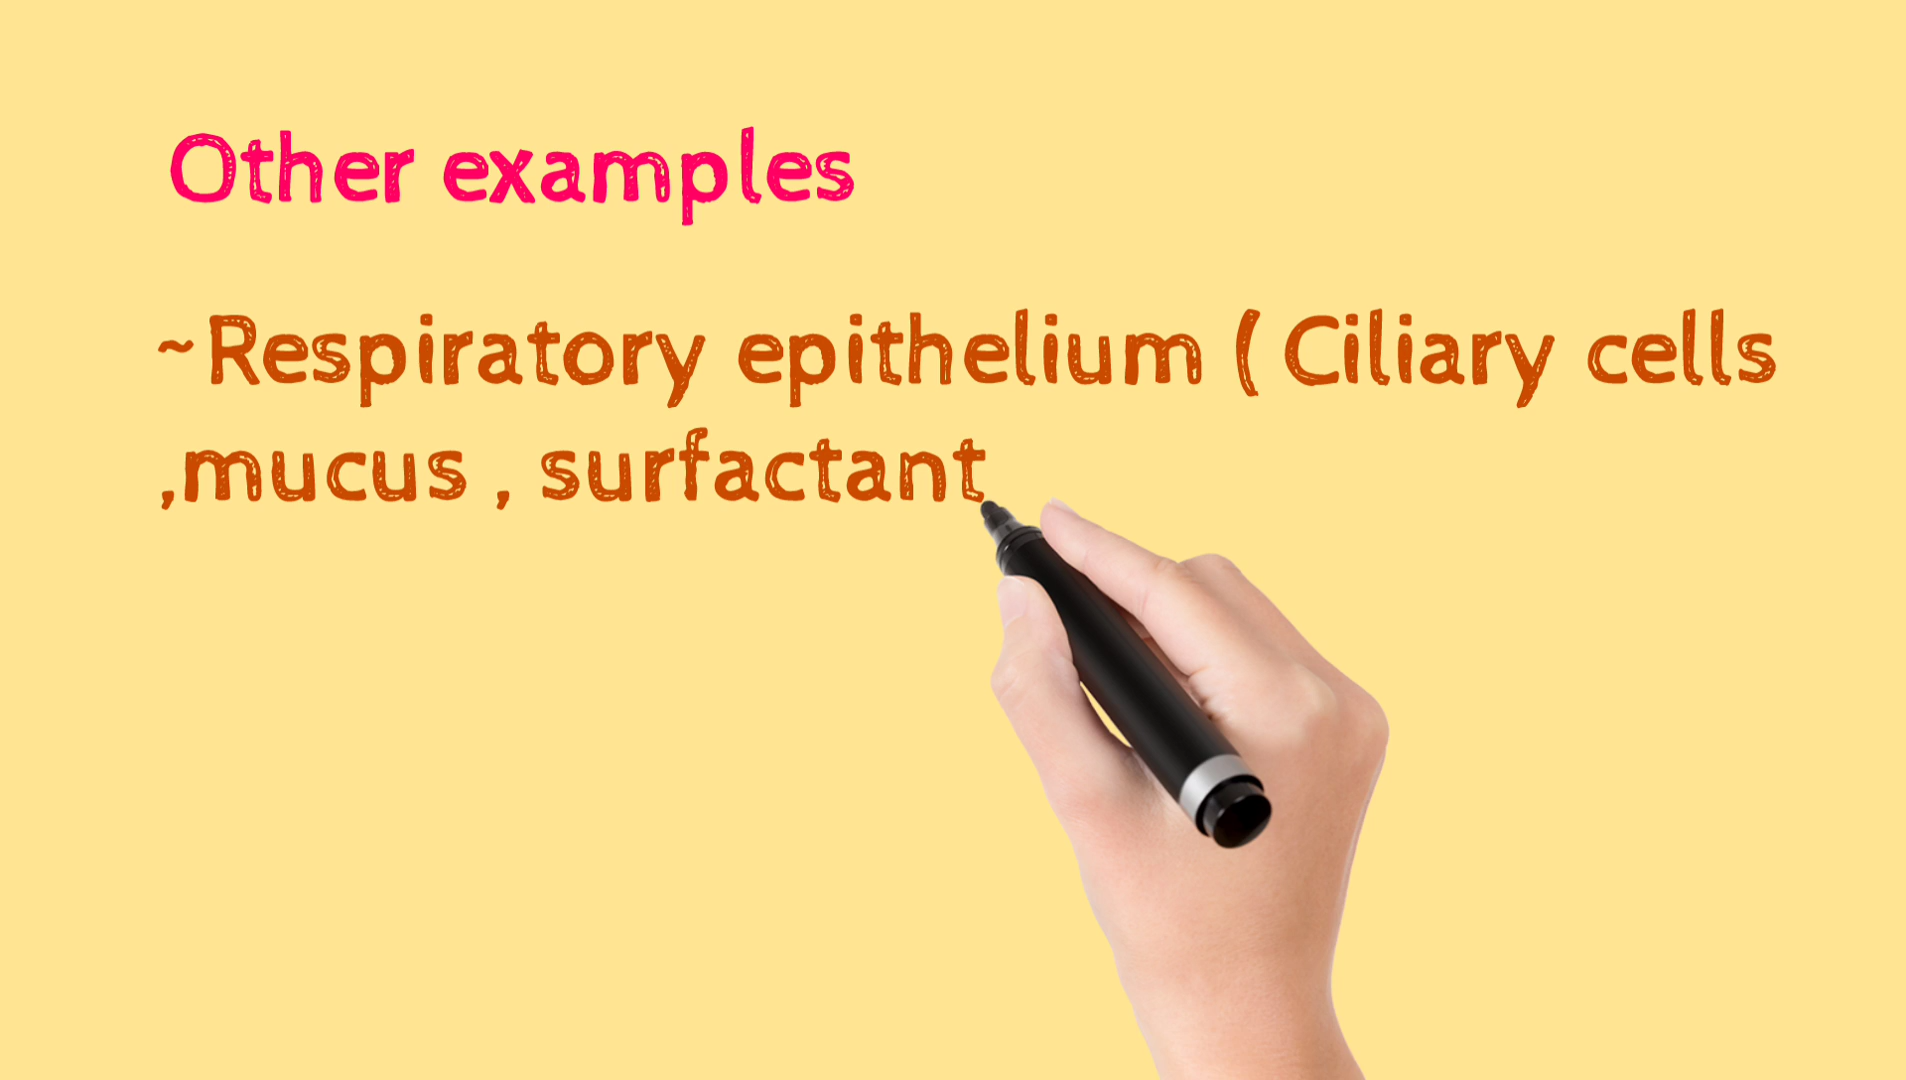 Other examples
~Respiratory epithelium ( Ciliary cells
,mucus , surfactant